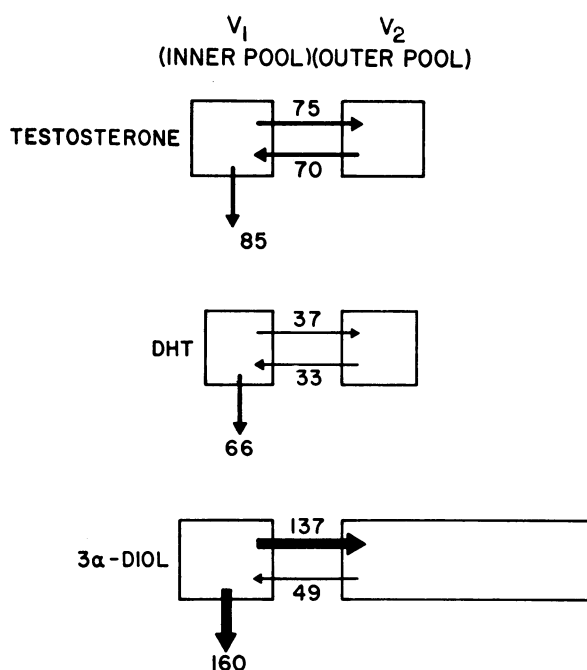 V1 V2
(INNER POOL)(OUTER POOL)
75
TESTOSTERONE
70
85
37
DHT
33
66
137
3α-DIOL
49
160